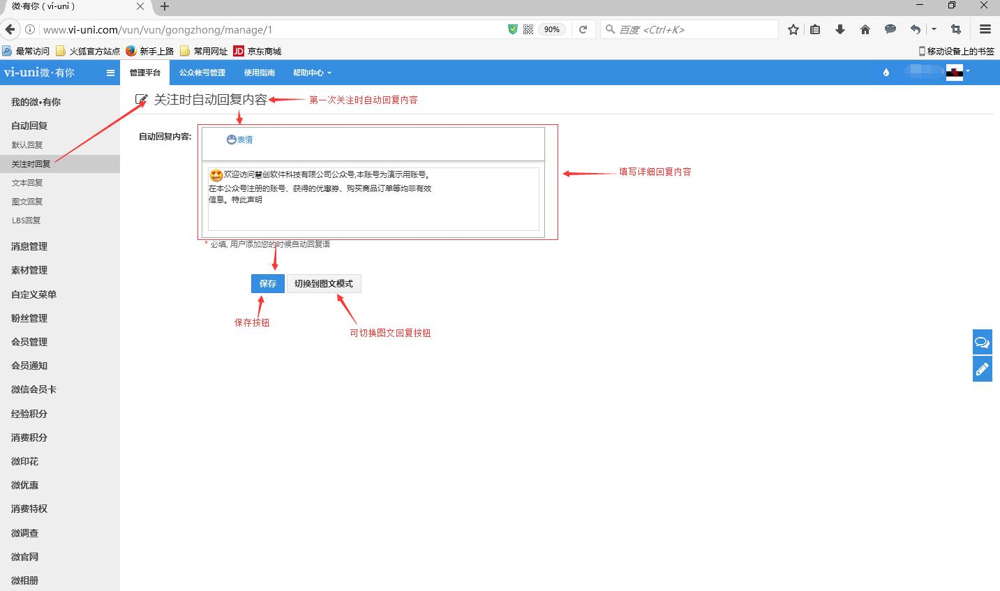 微·有你（vi-uni）
www.vi-uni.com/vun/vun/gongzhong/manage/1
90%
百度 <Ctrl+K>
最常访问
火狐官方站点
新手上路
常用网址
JD 京东商城
移动设备上的书签
vi-uni微·有你
管理平台
公众帐号管理
使用指南
帮助中心
我的微•有你
自动回复
默认回复
关注时回复
文本回复
图文回复
LBS回复
消息管理
素材管理
自定义菜单
粉丝管理
会员管理
会员通知
微信会员卡
经验积分
消费积分
微印花
微优惠
消费特权
微调查
微官网
微相册
关注时自动回复内容
第一次关注时自动回复内容
自动回复内容:
表情
欢迎访问慧创软件科技有限公司公众号,本账号为演示用账号。
在本公众号注册的账号、获得的优惠券、购买商品订单等均非有效
信息。特此声明
填写详细回复内容
* 必填, 用户添加您的时候自动回复语
保存
切换到图文模式
保存按钮
可切换图文回复按钮